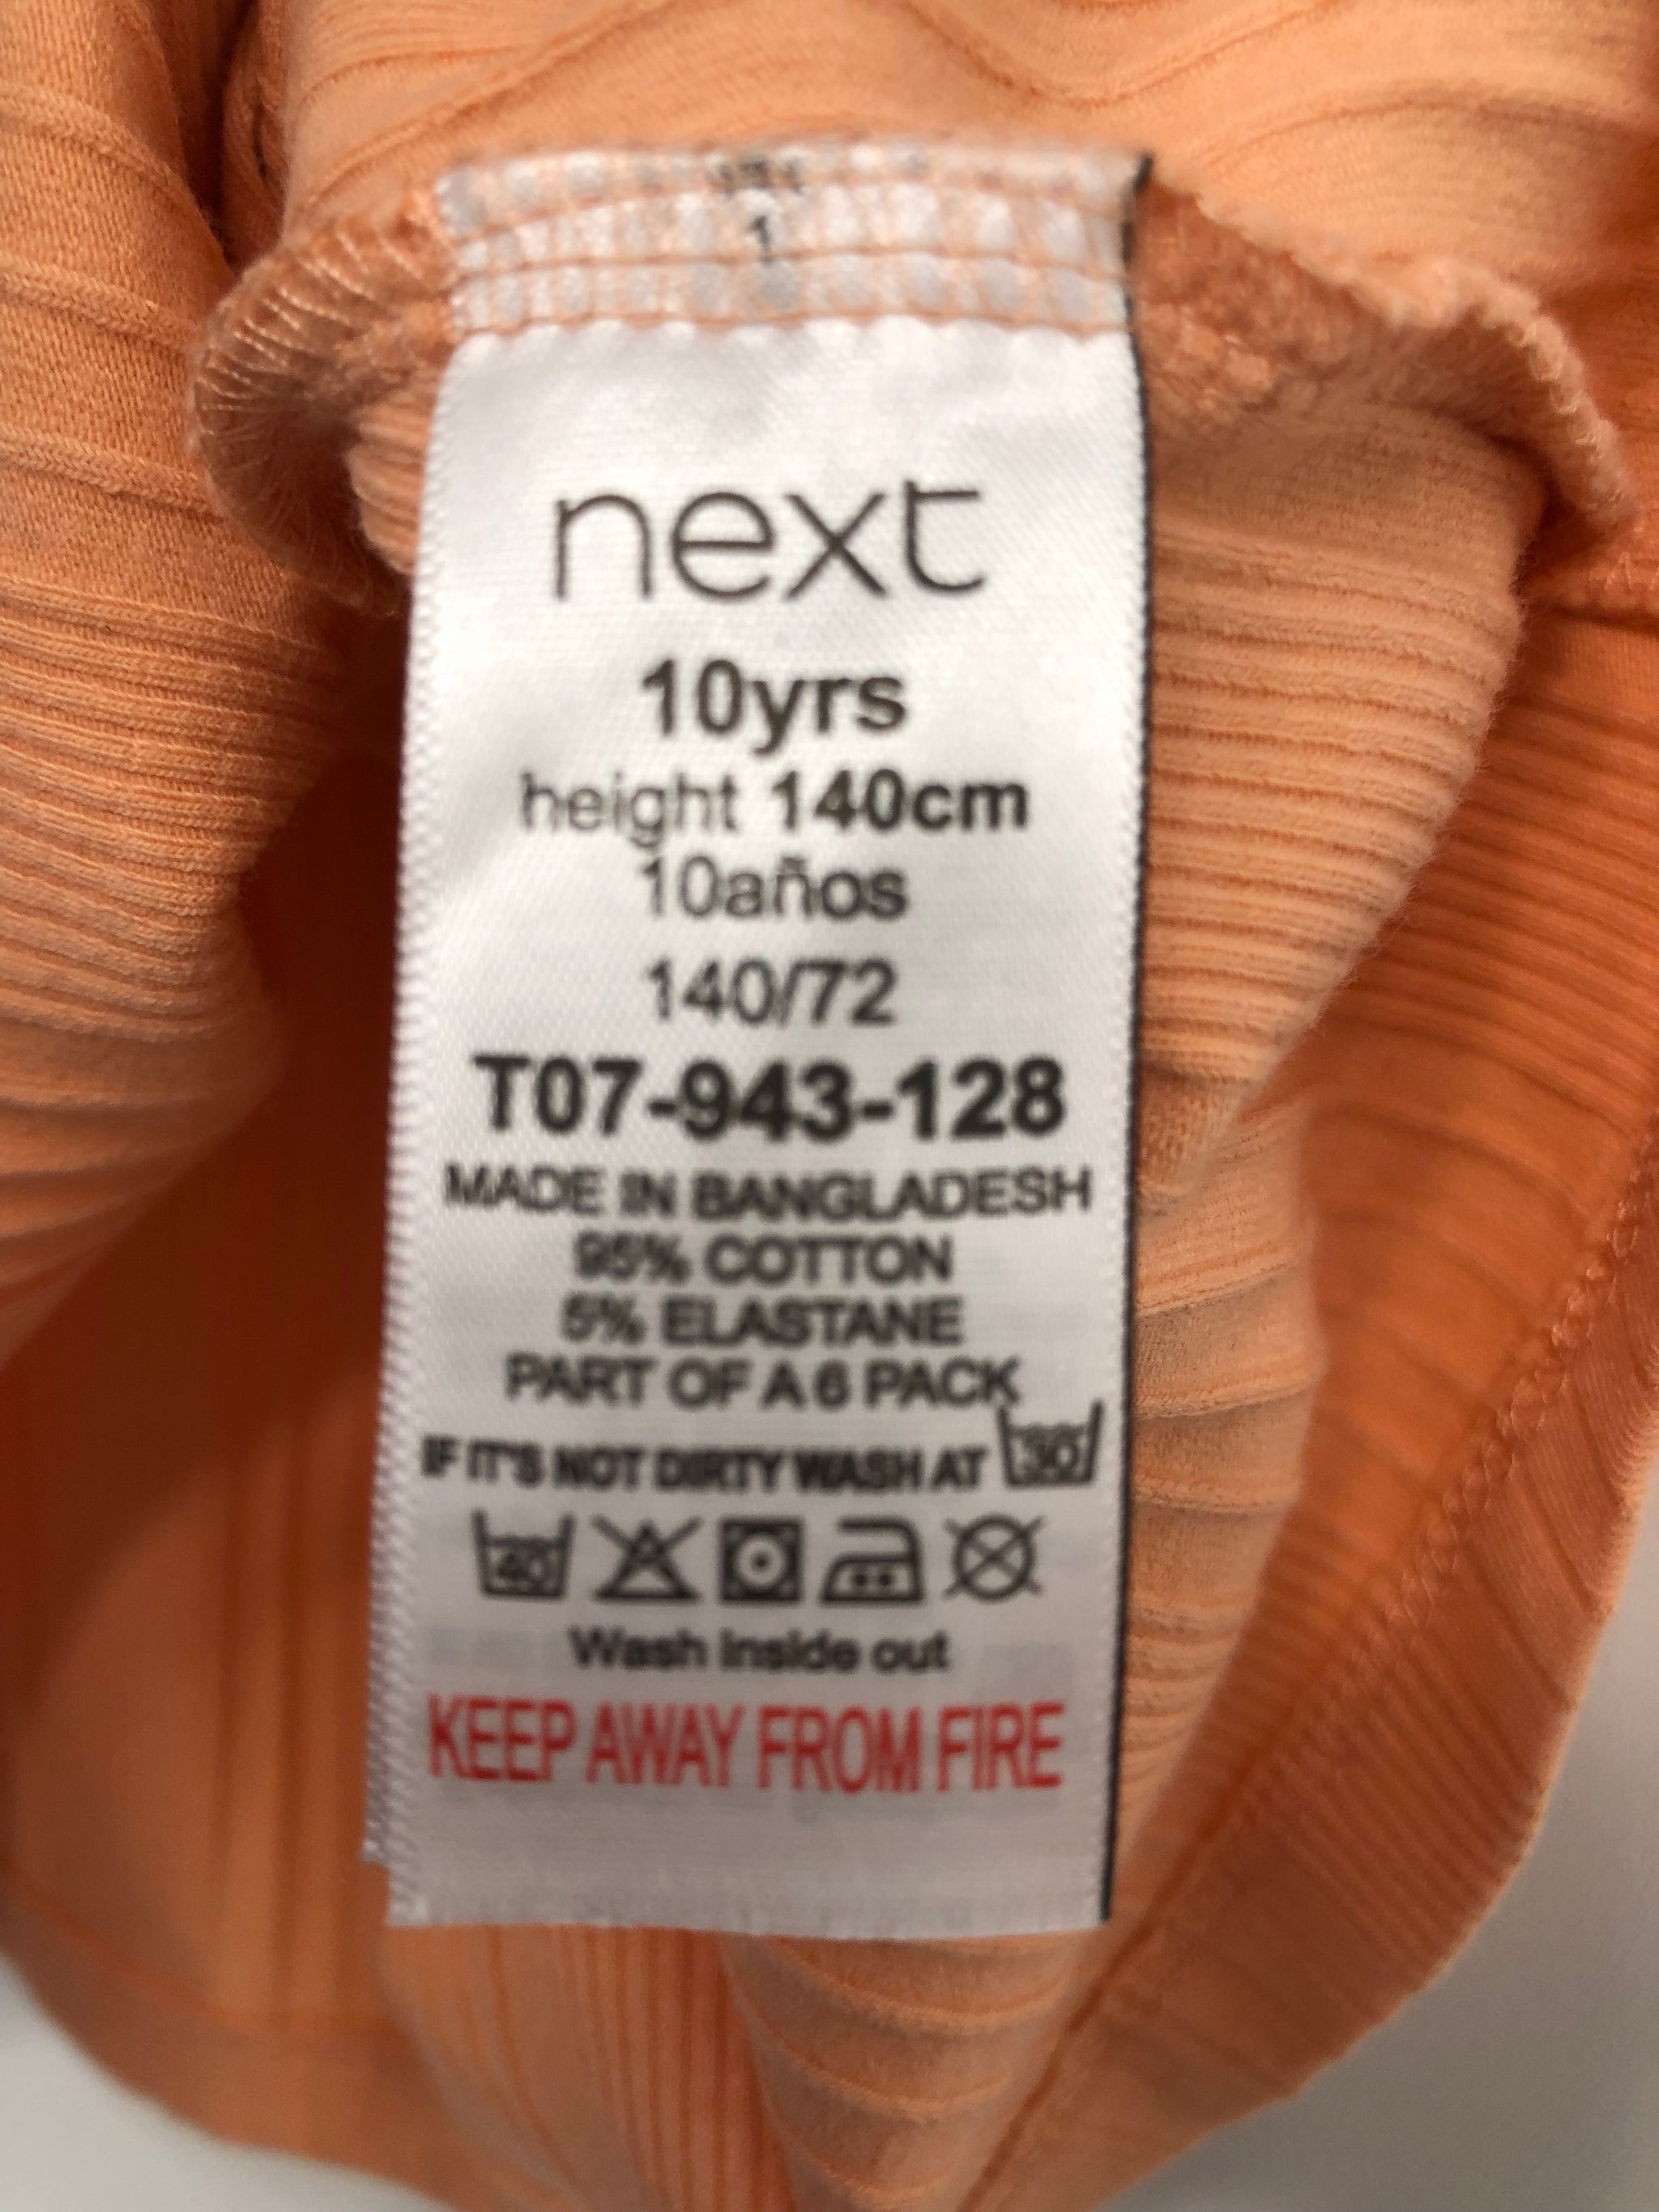 1
next
10yrs
height 140cm
10años
140/72
T07-943-128
MADE IN BANGLADESH
95% COTTON
5% ELASTANE
PART OF A 6 PACK
IF IT'S NOT DIRTY WASH AT 30
40
Wash inside out
KEEP AWAY FROM FIRE